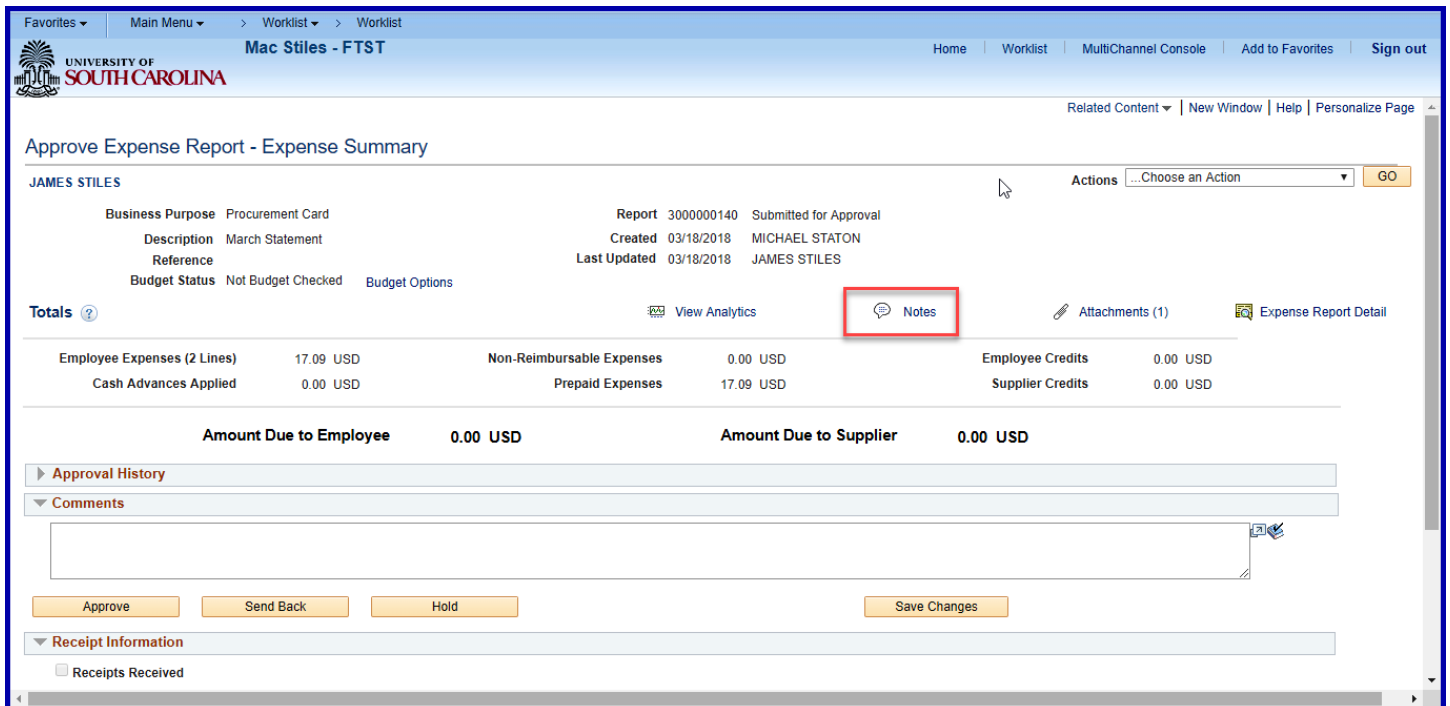 Favorites Main Menu > Worklist > Worklist
Mac Stiles - FTST
Home Worklist MultiChannel Console Add to Favorites Sign out
UNIVERSITY OF
SOUTH CAROLINA
Related Content New Window Help Personalize Page
Approve Expense Report - Expense Summary
JAMES STILES
Actions ...Choose an Action GO
Business Purpose Procurement Card Report 3000000140 Submitted for Approval
Description March Statement Created 03/18/2018 MICHAEL STATON
Reference Last Updated 03/18/2018 JAMES STILES
Budget Status Not Budget Checked Budget Options
Totals ? View Analytics Notes Attachments (1) Expense Report Detail
Employee Expenses (2 Lines) 17.09 USD Non-Reimbursable Expenses 0.00 USD Employee Credits 0.00 USD
Cash Advances Applied 0.00 USD Prepaid Expenses 17.09 USD Supplier Credits 0.00 USD
Amount Due to Employee 0.00 USD Amount Due to Supplier 0.00 USD
Approval History
Comments
Approve Send Back Hold Save Changes
Receipt Information
Receipts Received